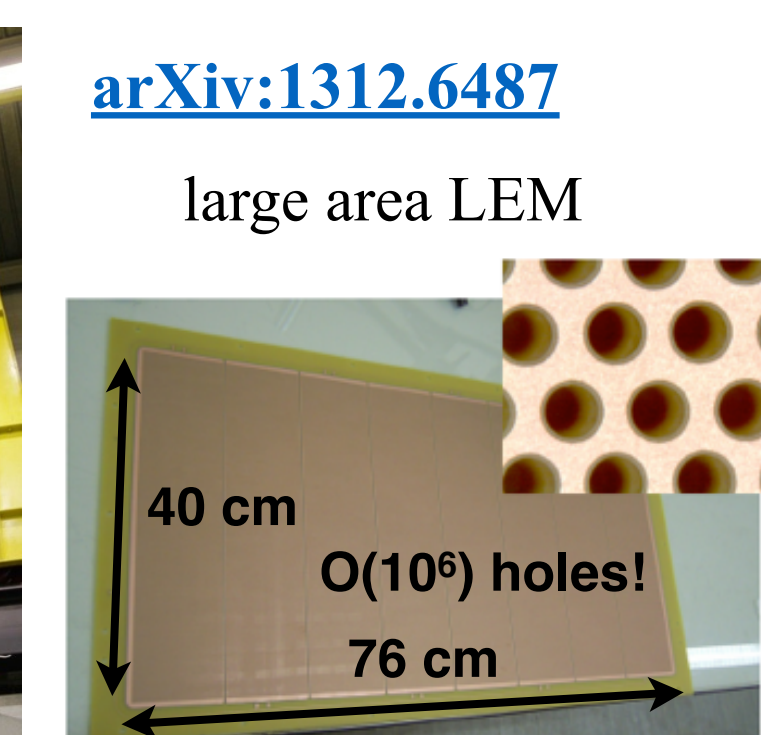 arXiv:1312.6487
large area LEM
40 cm
O(10⁶) holes!
76 cm